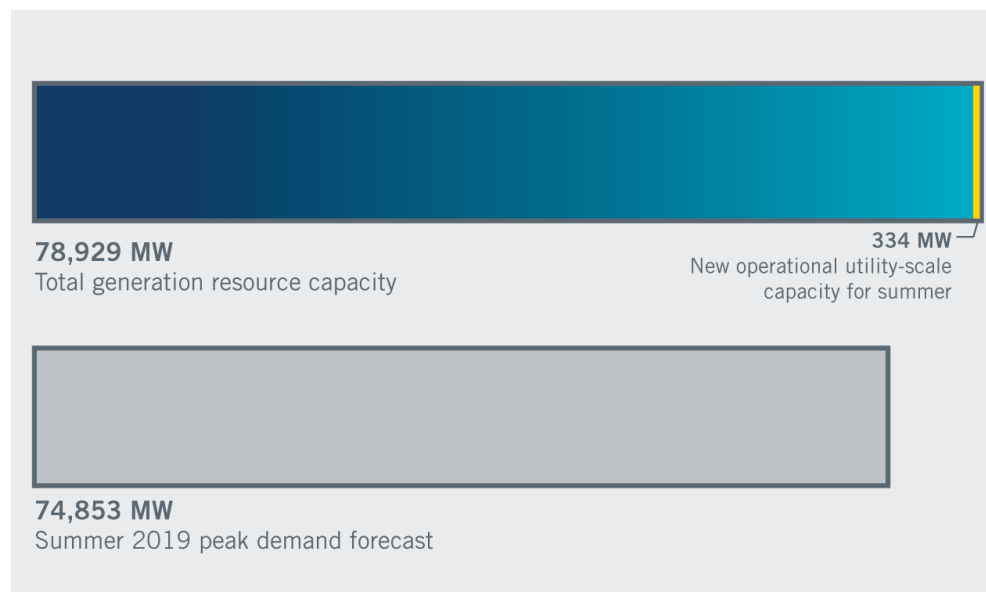 78,929 MW
Total generation resource capacity
334 MW
New operational utility-scale
capacity for summer
74,853 MW
Summer 2019 peak demand forecast